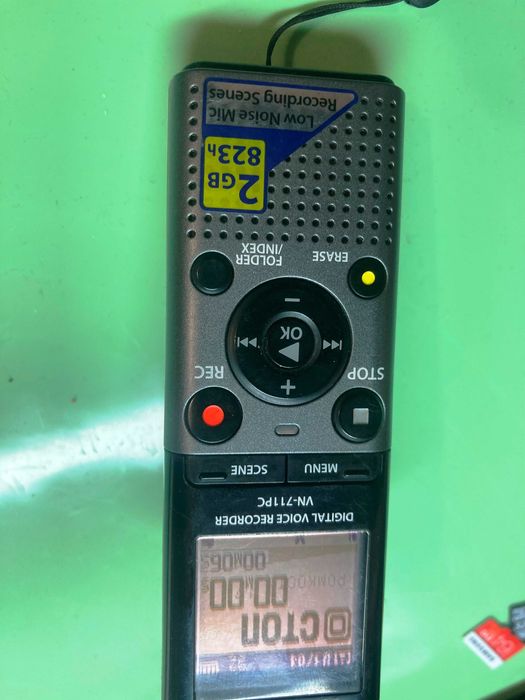 СТОП
DIGITAL VOICE RECORDER
VN-711PC
MENU
SCENE
STOP
REC
+
OK
−
ERASE
FOLDER
/INDEX
2GB
823h
Low Noise Mic
Recording Scenes